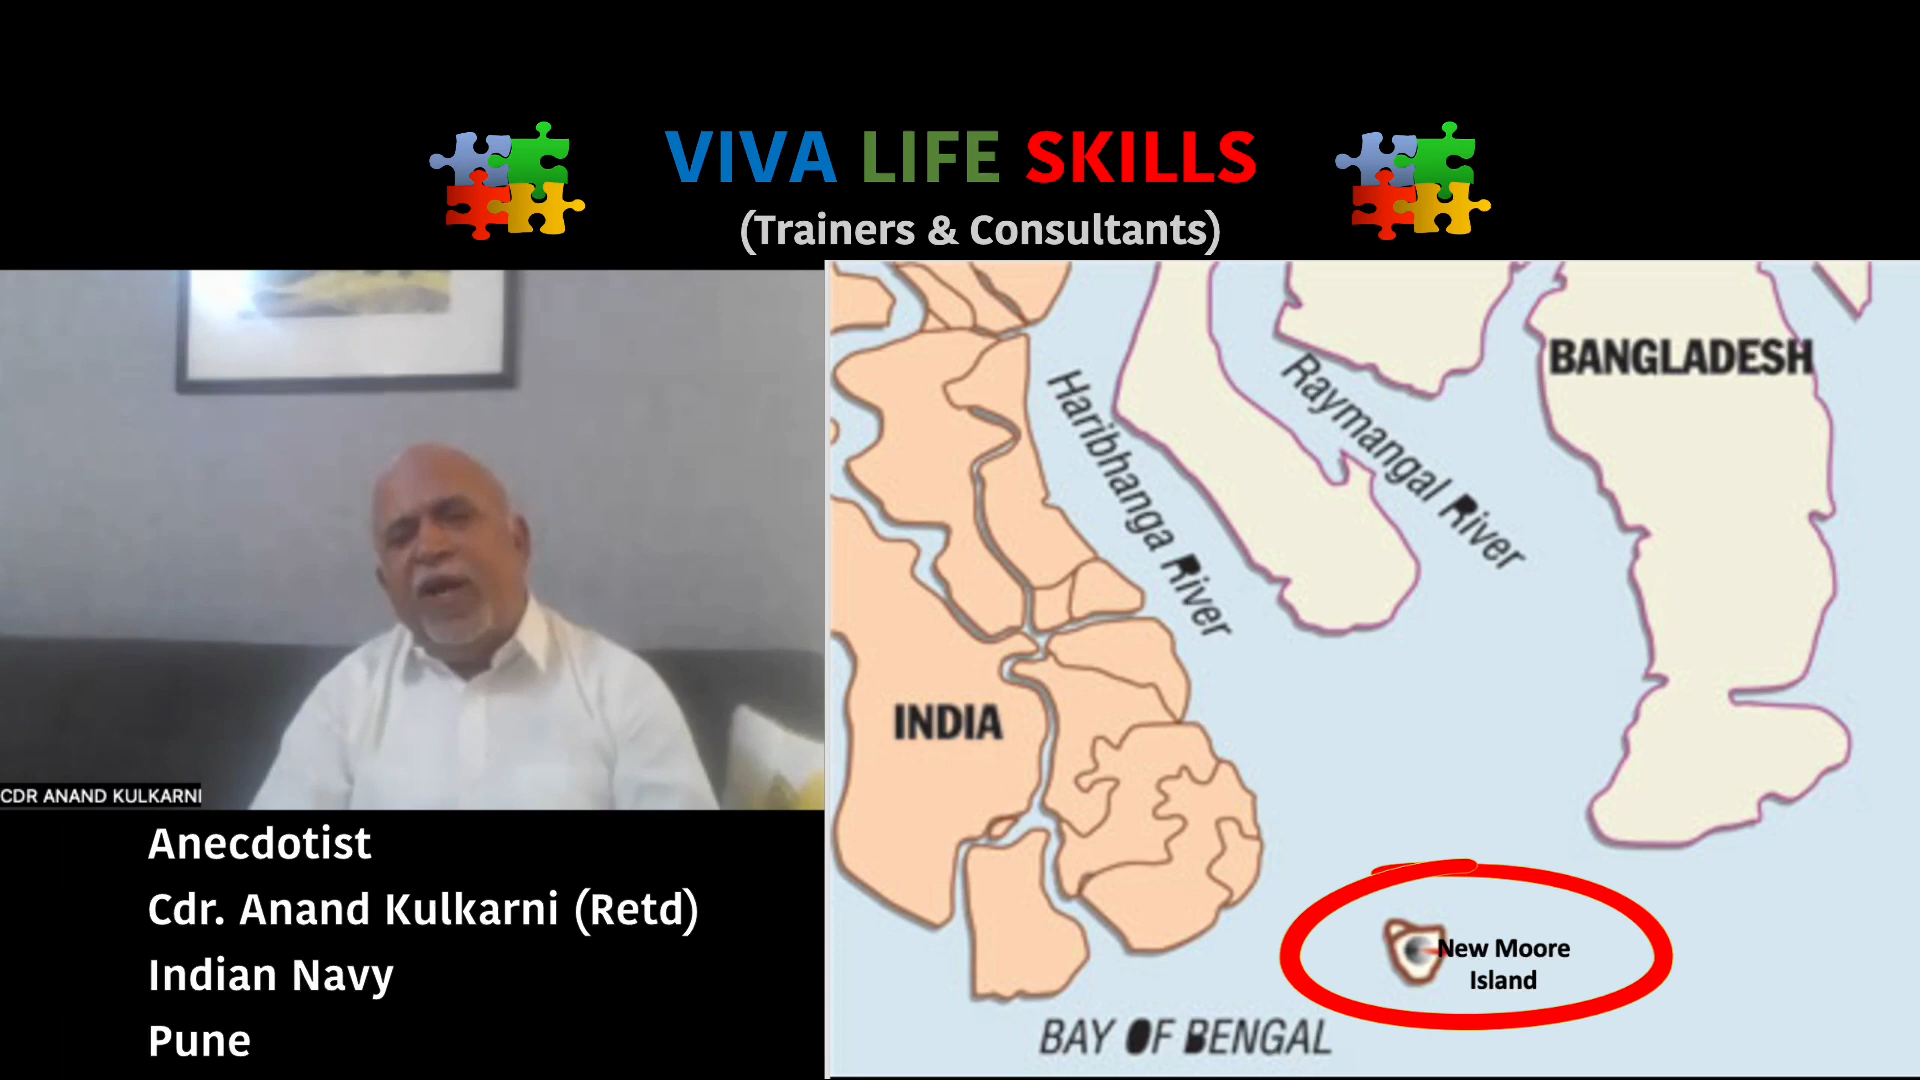 VIVA LIFE SKILLS
(Trainers & Consultants)
CDR ANAND KULKARNI
Anecdotist
Cdr. Anand Kulkarni (Retd)
Indian Navy
Pune
BANGLADESH
Haribhanga River
Raymangal River
INDIA
New Moore
Island
BAY OF BENGAL